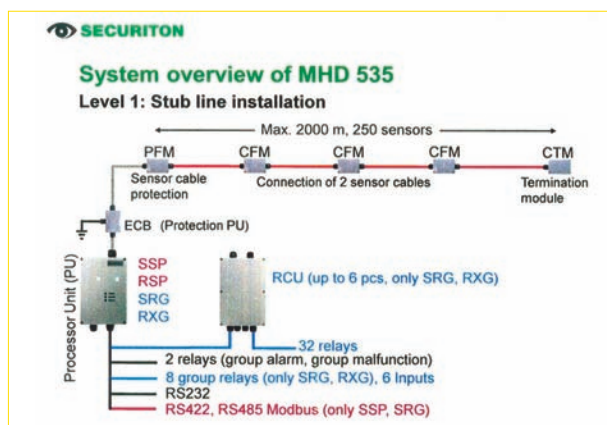 SECURITON
System overview of MHD 535
Level 1: Stub line installation
Max. 2000 m, 250 sensors
PFM CFM CFM CFM CTM
Sensor cable protection
Connection of 2 sensor cables
Termination module
ECB (Protection PU)
Processor Unit (PU)
SSP
RSP
SRG
RXG
RCU (up to 6 pcs, only SRG, RXG)
32 relays
2 relays (group alarm, group malfunction)
8 group relays (only SRG, RXG), 6 Inputs
RS232
RS422, RS485 Modbus (only SSP, SRG)